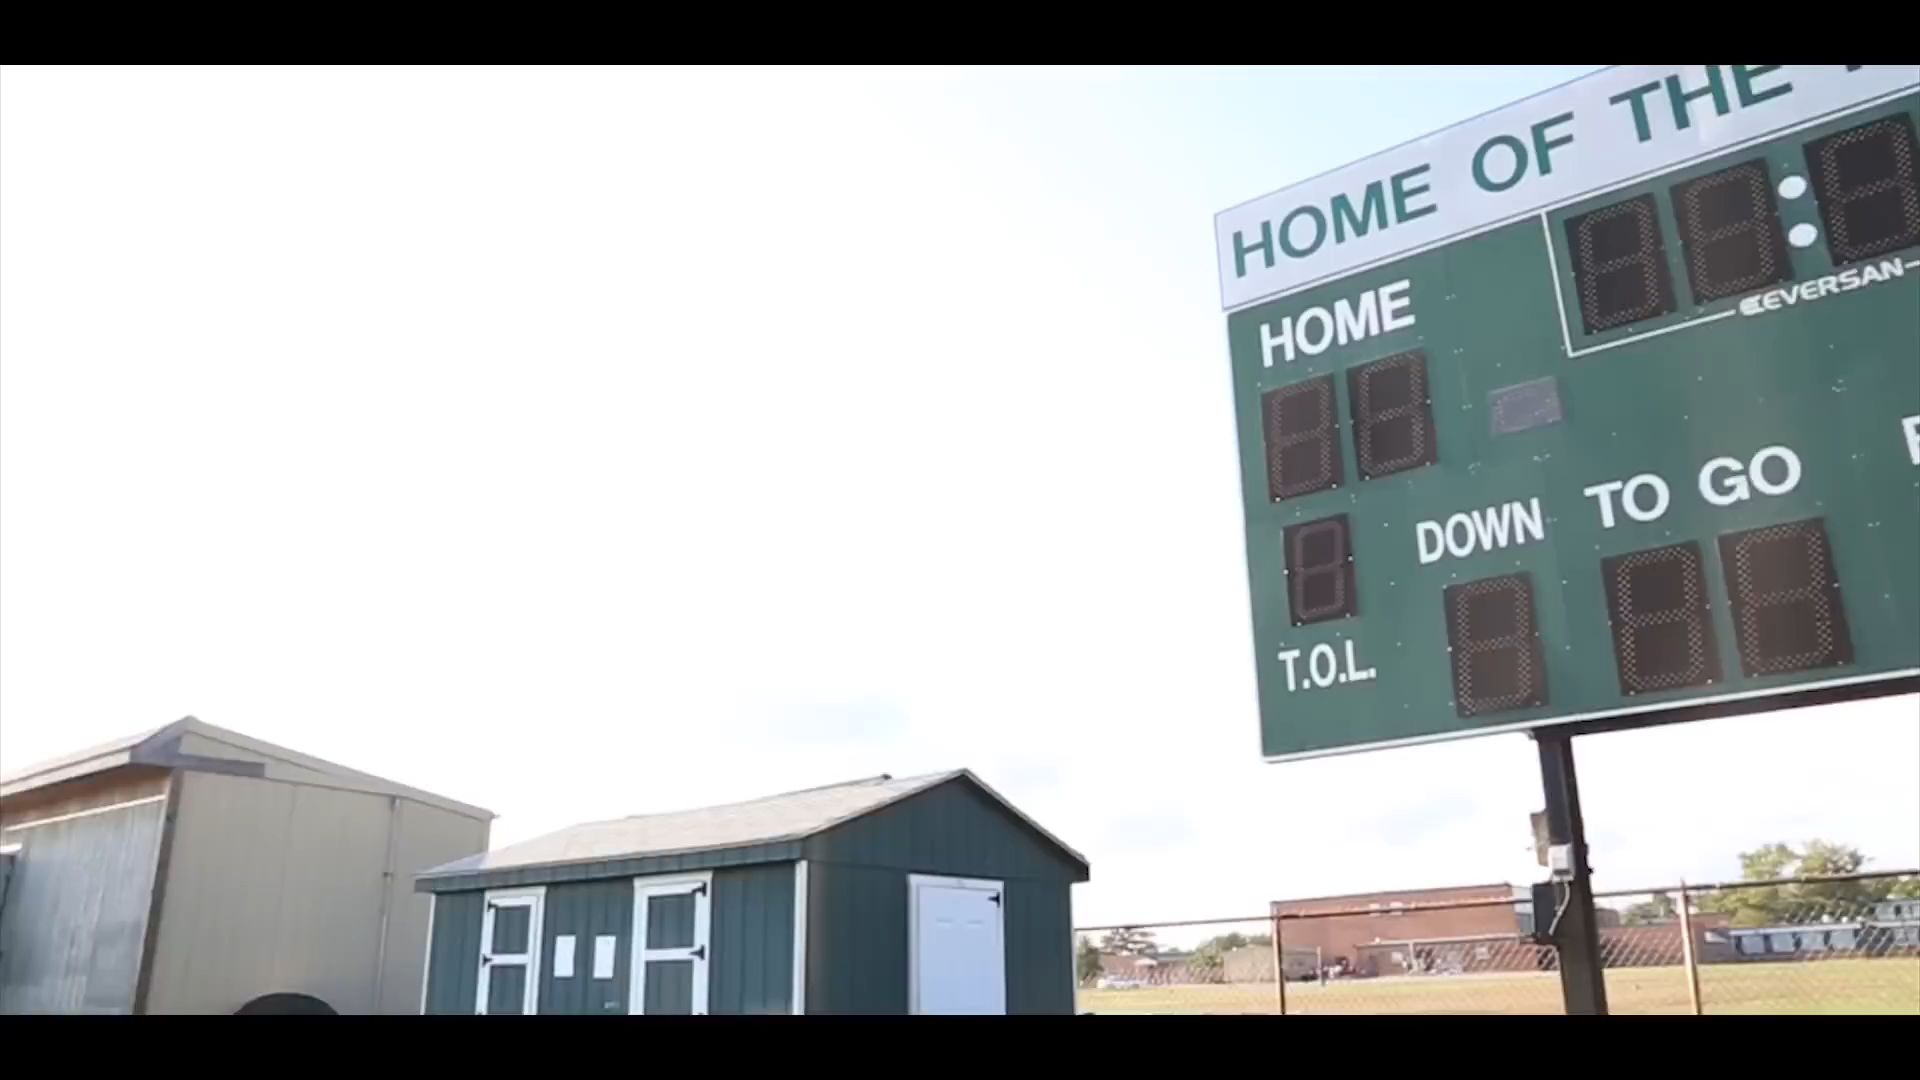 HOME OF THE
HOME
EVERSAN
DOWN TO GO
T.O.L.